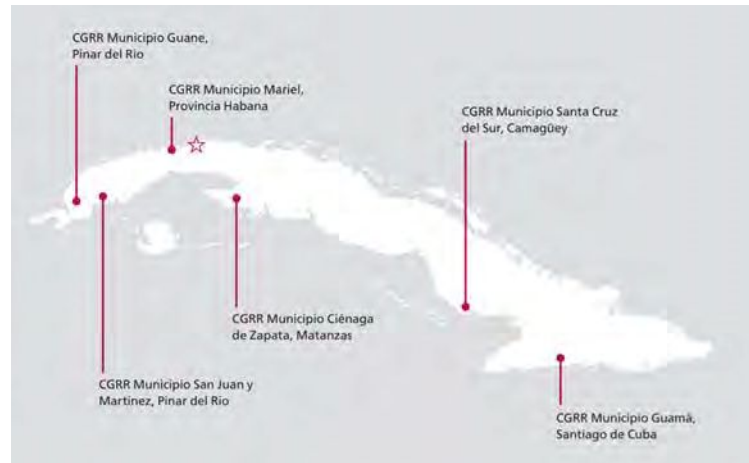 CGRR Municipio Guane,
Pinar del Rio
CGRR Municipio Mariel,
Provincia Habana
CGRR Municipio Santa Cruz
del Sur, Camagüey
CGRR Municipio Ciénaga
de Zapata, Matanzas
CGRR Municipio San Juan y
Martinez, Pinar del Rio
CGRR Municipio Guamá,
Santiago de Cuba